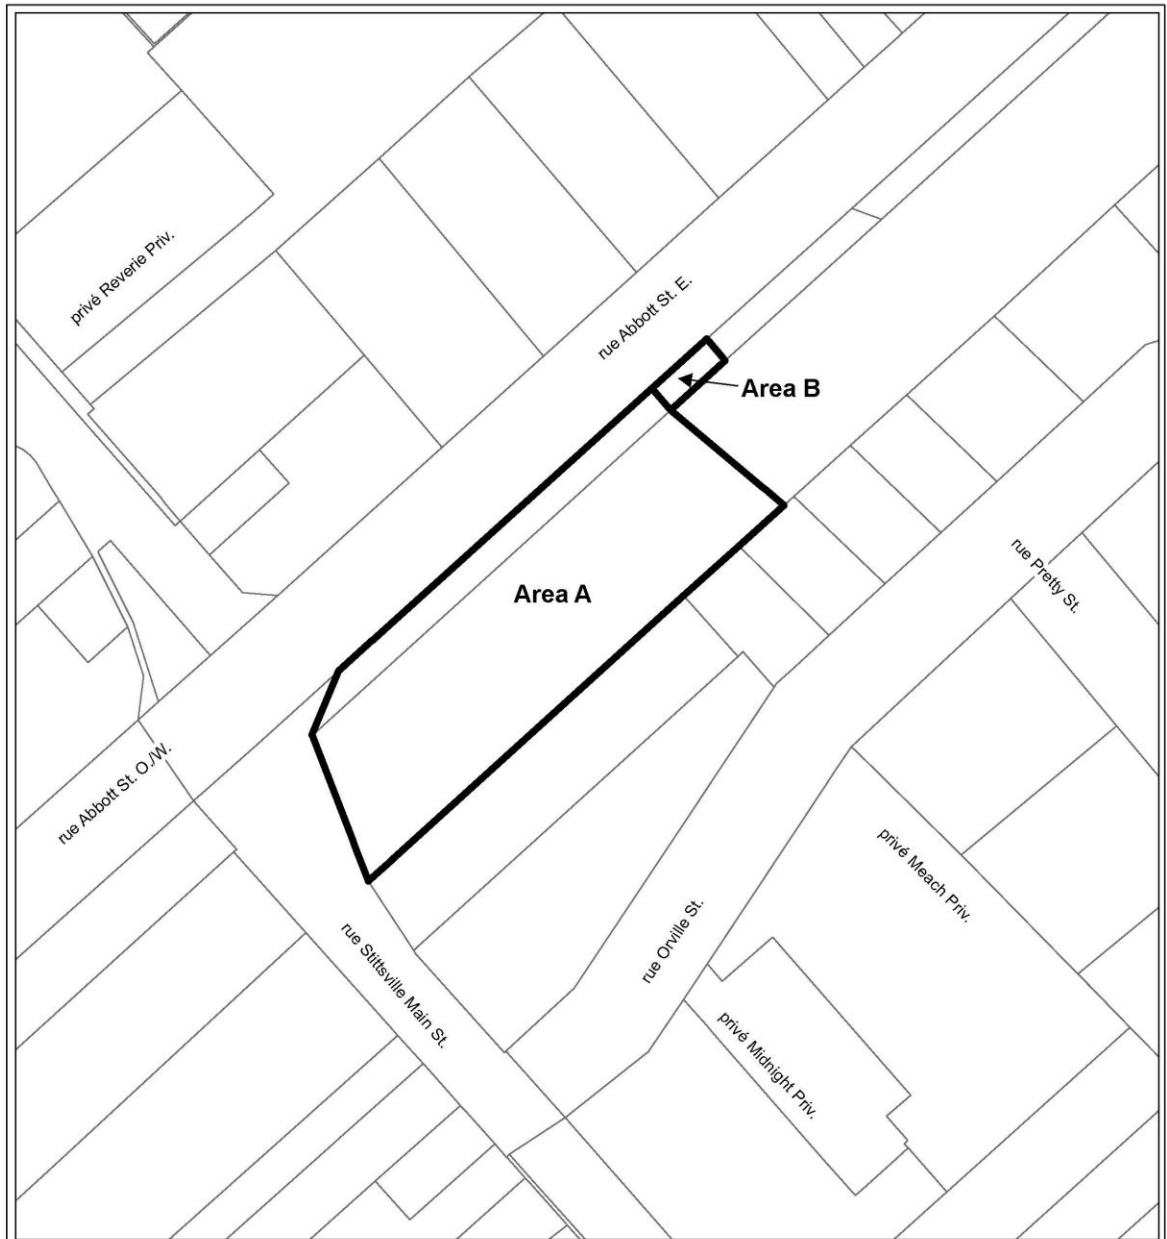 privé Reverie Priv.
rue Abbott St. E.
Area B
rue Pretty St.
Area A
rue Abbott St. O./W.
privé Meach Priv.
rue Orville St.
rue Stittsville Main St.
privé Midnight Priv.